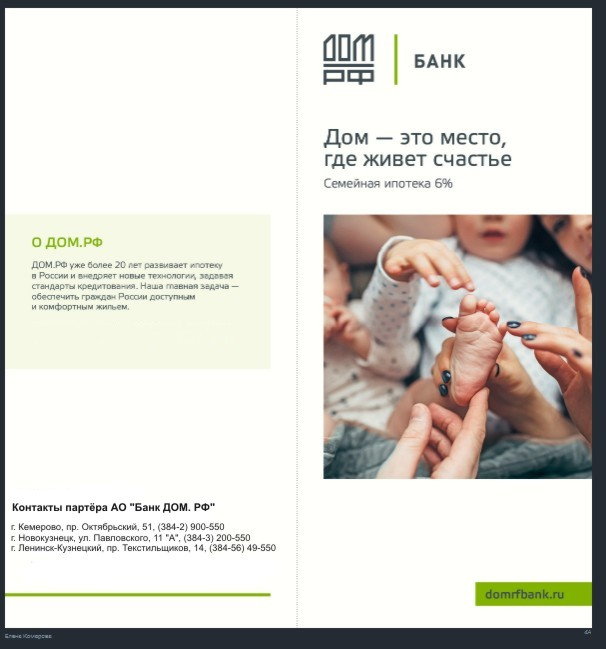 О ДОМ.РФ
ДОМ.РФ уже более 20 лет развивает ипотеку
в России и внедряет новые технологии, задавая
стандарты кредитования. Наша главная задача —
обеспечить граждан России доступным
и комфортным жильем.
Контакты партёра АО "Банк ДОМ. РФ"
г. Кемерово, пр. Октябрьский, 51, (384-2) 900-550
г. Новокузнецк, ул. Павловского, 11 "А", (384-3) 200-550
г. Ленинск-Кузнецкий, пр. Текстильщиков, 14, (384-56) 49-550
ДОМ
РФ
БАНК
Дом — это место,
где живет счастье
Семейная ипотека 6%
domrfbank.ru
Елена Комарова